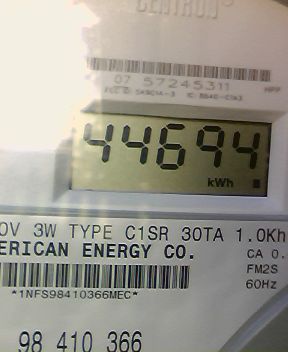 CENTRON®
07 57245311
HPP
44694
kWh
0V 3W TYPE C1SR 30TA 1.0Kh
ERICAN ENERGY CO.
CA 0.
FM2S
60Hz
*1NFS98410366MEC*
98 410 366